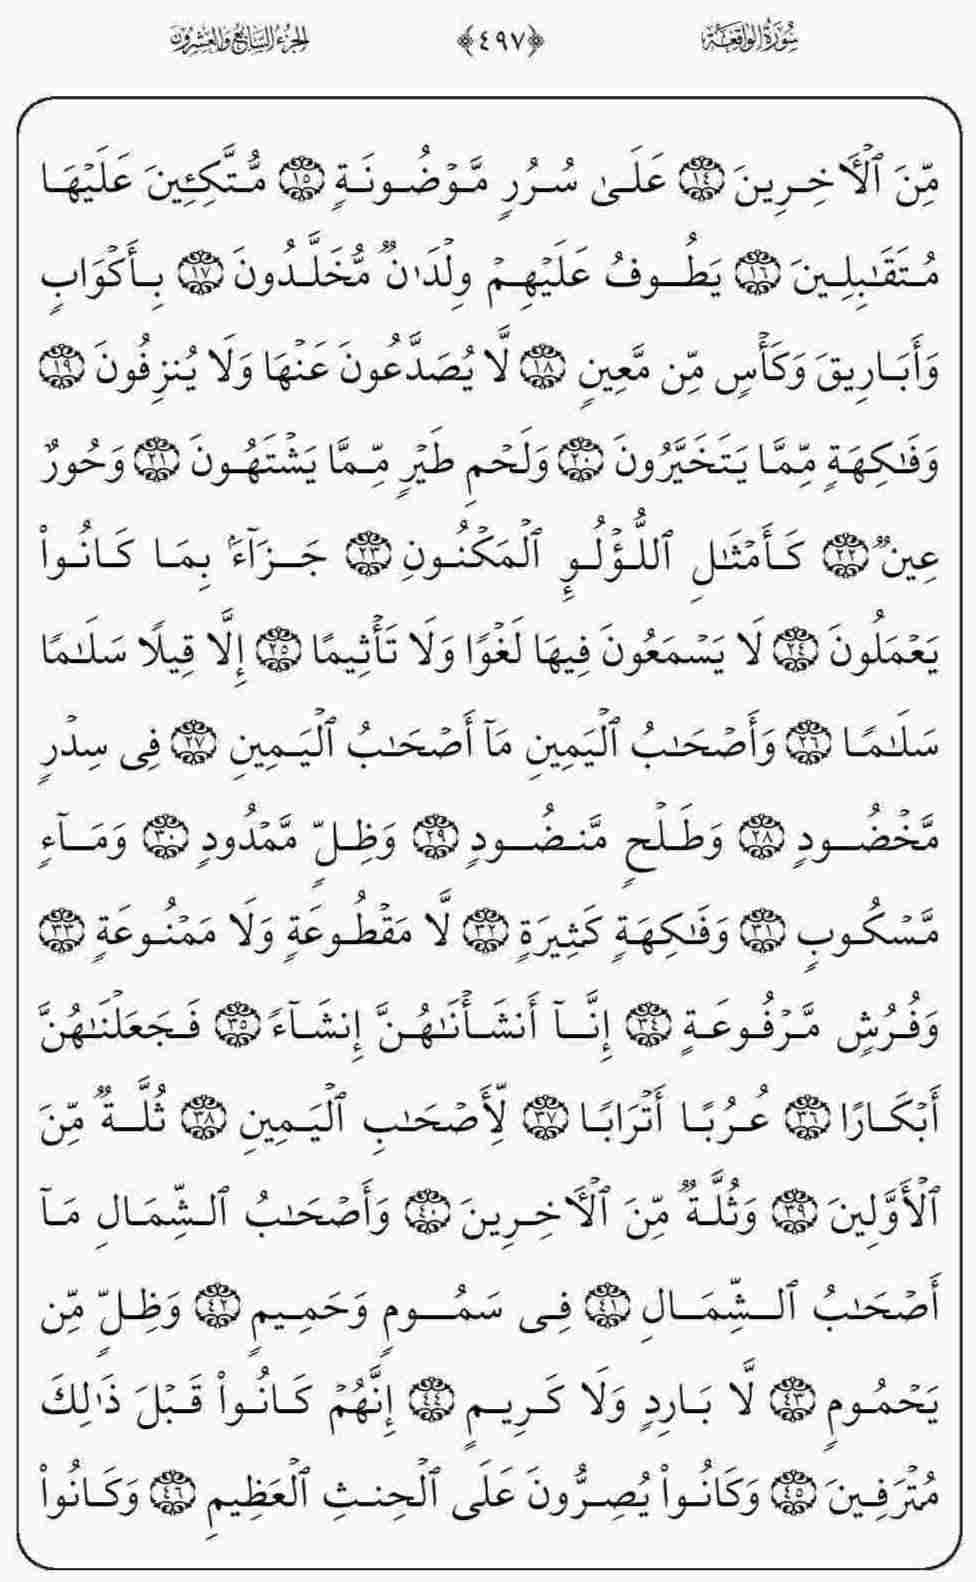 سُورَةُ الوَاقِعَة ﴿٤٩٧﴾ الجُزْءُ السَّابِعُ وَالعِشْرُونَ
مِّنَ ٱلْأٓخِرِينَ ١٤ عَلَىٰ سُرُرٍ مَّوْضُونَةٍ ١٥ مُّتَّكِـِٔينَ عَلَيْهَا
مُتَقَٰبِلِينَ ١٦ يَطُوفُ عَلَيْهِمْ وِلْدَٰنٌ مُّخَلَّدُونَ ١٧ بِأَكْوَابٍ
وَأَبَارِيقَ وَكَأْسٍ مِّن مَّعِينٍ ١٨ لَّا يُصَدَّعُونَ عَنْهَا وَلَا يُنزِفُونَ ١٩
وَفَٰكِهَةٍ مِّمَّا يَتَخَيَّرُونَ ٢٠ وَلَحْمِ طَيْرٍ مِّمَّا يَشْتَهُونَ ٢١ وَحُورٌ
عِينٌ ٢٢ كَأَمْثَٰلِ ٱللُّؤْلُوِٕ ٱلْمَكْنُونِ ٢٣ جَزَآءًۢ بِمَا كَانُوا۟
يَعْمَلُونَ ٢٤ لَا يَسْمَعُونَ فِيهَا لَغْوًا وَلَا تَأْثِيمًا ٢٥ إِلَّا قِيلًا سَلَٰمًا
سَلَٰمًا ٢٦ وَأَصْحَٰبُ ٱلْيَمِينِ مَآ أَصْحَٰبُ ٱلْيَمِينِ ٢٧ فِى سِدْرٍ
مَّخْضُودٍ ٢٨ وَطَلْحٍ مَّنضُودٍ ٢٩ وَظِلٍّ مَّمْدُودٍ ٣٠ وَمَآءٍ
مَّسْكُوبٍ ٣١ وَفَٰكِهَةٍ كَثِيرَةٍ ٣٢ لَّا مَقْطُوعَةٍ وَلَا مَمْنُوعَةٍ ٣٣
وَفُرُشٍ مَّرْفُوعَةٍ ٣٤ إِنَّآ أَنشَأْنَٰهُنَّ إِنشَآءً ٣٥ فَجَعَلْنَٰهُنَّ
أَبْكَارًا ٣٦ عُرُبًا أَتْرَابًا ٣٧ لِّأَصْحَٰبِ ٱلْيَمِينِ ٣٨ ثُلَّةٌ مِّنَ
ٱلْأَوَّلِينَ ٣٩ وَثُلَّةٌ مِّنَ ٱلْأٓخِرِينَ ٤٠ وَأَصْحَٰبُ ٱلشِّمَالِ مَآ
أَصْحَٰبُ ٱلشِّمَالِ ٤١ فِى سَمُومٍ وَحَمِيمٍ ٤٢ وَظِلٍّ مِّن
يَحْمُومٍ ٤٣ لَّا بَارِدٍ وَلَا كَرِيمٍ ٤٤ إِنَّهُمْ كَانُوا۟ قَبْلَ ذَٰلِكَ
مُتْرَفِينَ ٤٥ وَكَانُوا۟ يُصِرُّونَ عَلَى ٱلْحِنثِ ٱلْعَظِيمِ ٤٦ وَكَانُوا۟